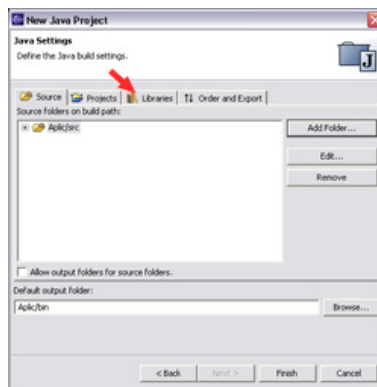 New Java Project
Java Settings
Define the Java build settings.
Source Projects Libraries Order and Export
Source folders on build path:
Aplic/src
Add Folder...
Edit...
Remove
Allow output folders for source folders.
Default output folder:
Aplic/bin
Browse...
< Back Next > Finish Cancel